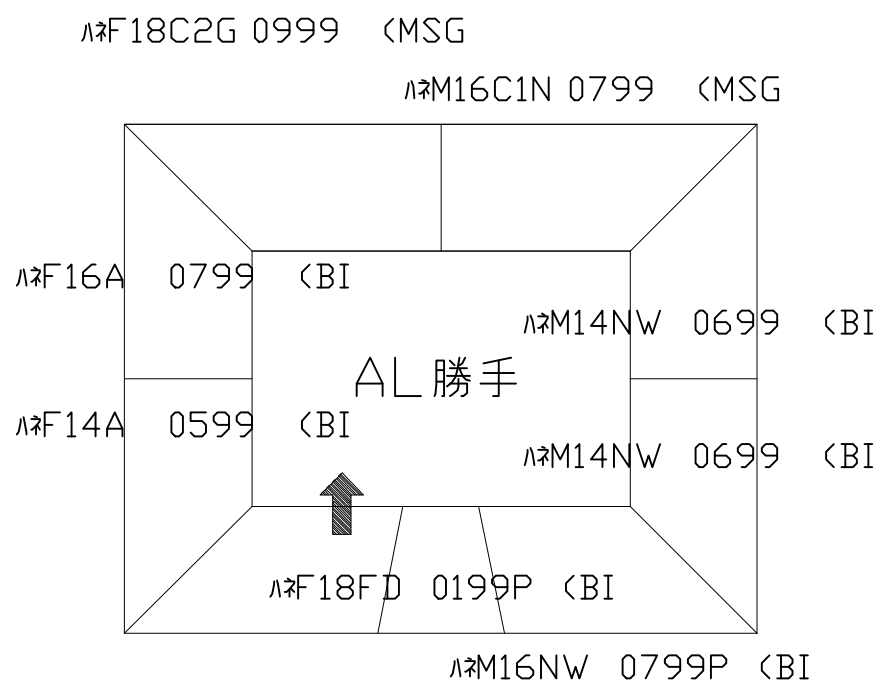 ﾊﾈF18C2G 0999 (MSG
ﾊﾈM16C1N 0799 (MSG
ﾊﾈF16A 0799 (BI
ﾊﾈM14NW 0699 (BI
AL勝手
ﾊﾈF14A 0599 (BI
ﾊﾈM14NW 0699 (BI
ﾊﾈF18FD 0199P (BI
ﾊﾈM16NW 0799P (BI